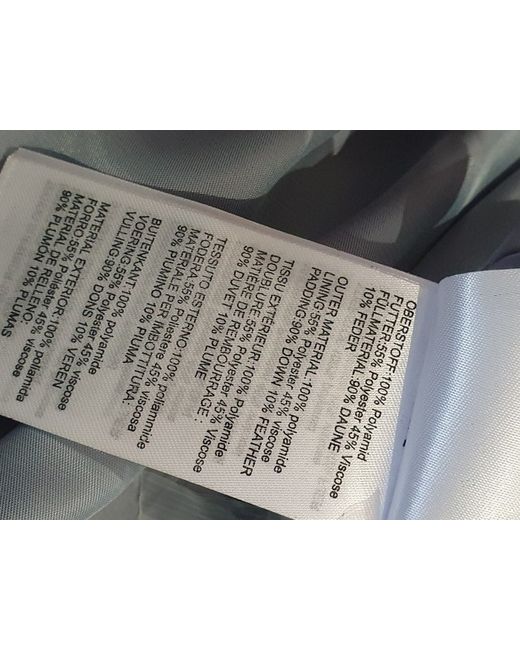 OBERSTOFF:100% Polyamid
FUTTER:55% Polyester 45% Viscose
FULLMATERIAL:90% DAUNE
10% FEDER
OUTER MATERIAL:100% polyamide
LINING:55% Polyester 45% viscose
PADDING:90% DOWN 10% FEATHER
TISSU EXTERIEUR:100% Polyamide
DOUBLURE:55% Polyester 45% Viscose
MATIERE DE REMBOURRAGE :
90% DUVET 10% PLUME
TESSUTO ESTERNO:100% poliammide
FODERA:55% Poliestere 45% viscosa
MATERIALE PER IMBOTTITURA:
90% PIUMINO 10% PIUMA
BUITENKANT:100% polyamide
VOERING:55% Polyester 45% viscose
VULLING:90% DONS 10% VEREN
MATERIAL EXTERIOR:100% poliamida
FORRO:55% Poliester 45% viscosa
MATERIAL DE RELLENO:
90% PLUMÓN 10% PLUMAS